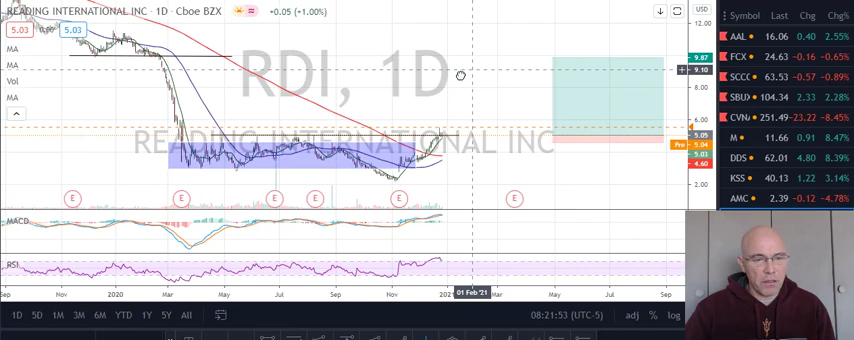 READING INTERNATIONAL INC · 1D · Cboe BZX +0.05 (+1.00%)
5.03 0.00 5.03
MA
MA
Vol
MA
RDI, 1D
READING INTERNATIONAL INC
E E E E E E
MACD
RSI
USD
12.00
9.87
9.10
8.00
6.00
5.05
Pre 5.04
5.03
4.60
2.00
Sep Nov 2020 Mar May Jul Sep Nov 2021 01 Feb '21 Mar May Jul Sep
1D 5D 1M 3M 6M YTD 1Y 5Y All 08:21:53 (UTC-5) adj % log
Symbol Last Chg Chg%
AAL 16.06 0.40 2.55%
FCX 24.63 -0.16 -0.65%
SCCO 63.53 -0.57 -0.89%
SBUX 104.34 2.33 2.28%
CVNA 251.49 -23.22 -8.45%
M 11.66 0.91 8.47%
DDS 62.01 4.80 8.39%
KSS 40.13 1.22 3.14%
AMC 2.39 -0.12 -4.78%